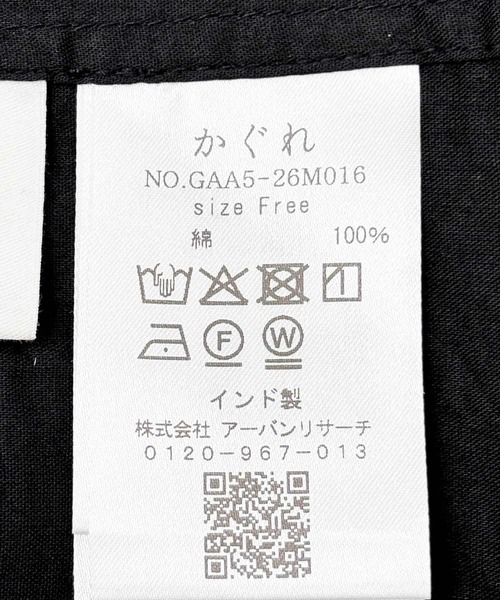 かぐれ
NO.GAA5-26M016
size Free
綿 100%
F W
インド製
株式会社 アーバンリサーチ
0120-967-013